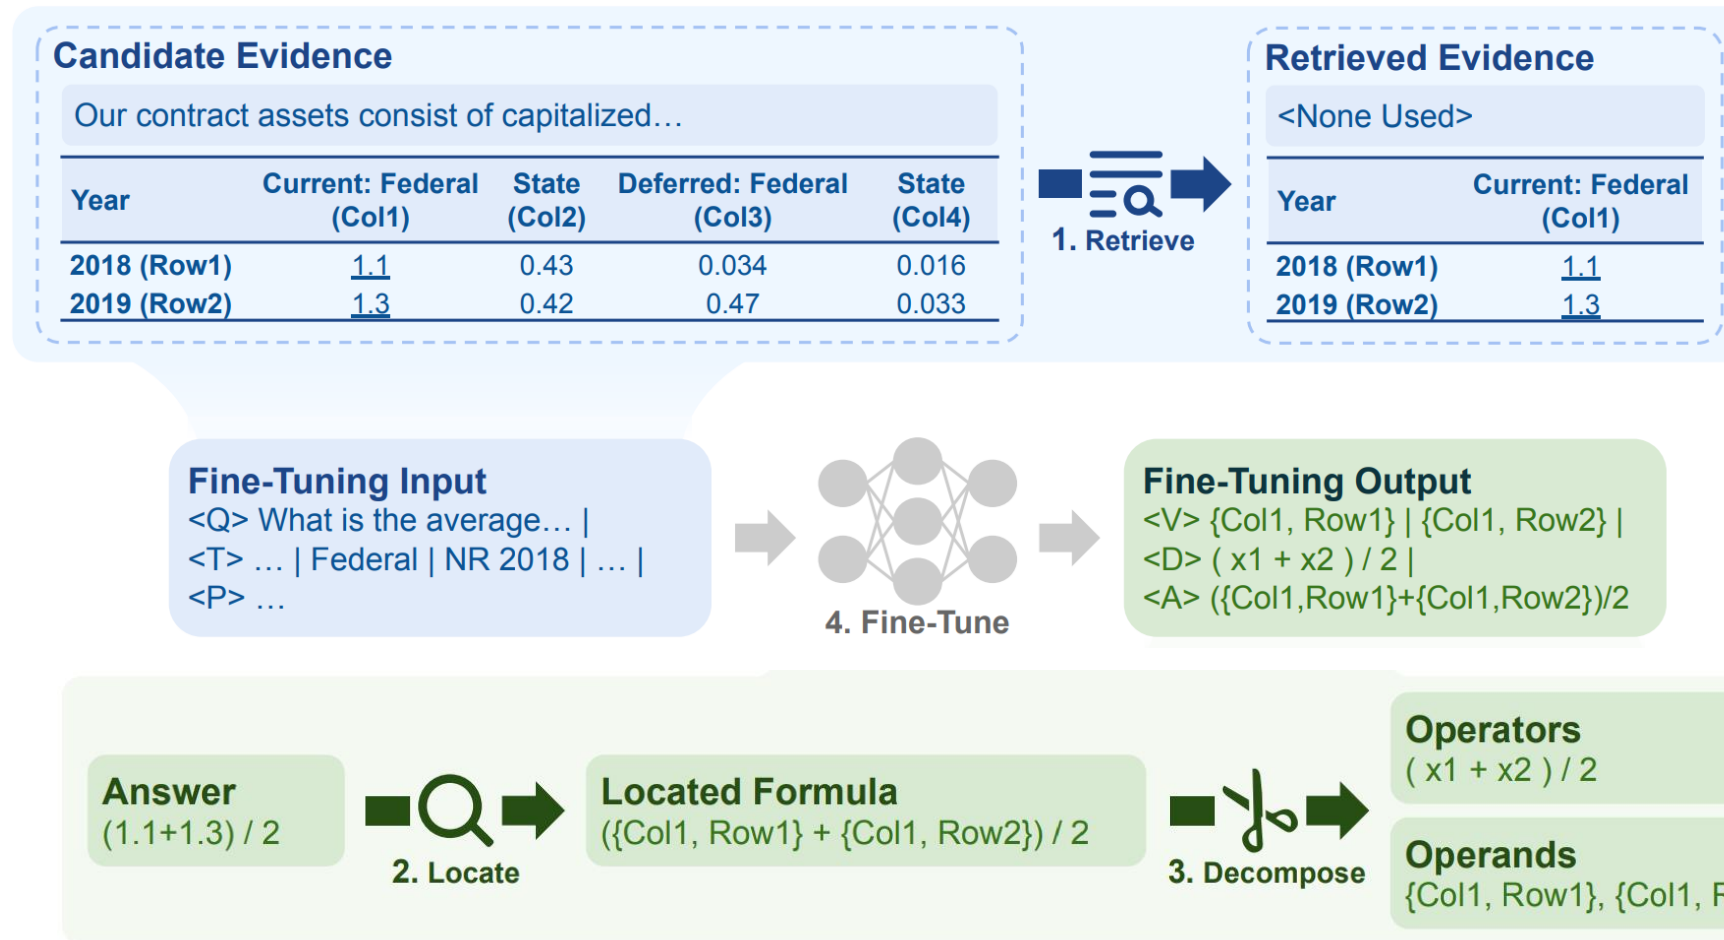 Candidate Evidence
Our contract assets consist of capitalized…
Year Current: Federal (Col1) State (Col2) Deferred: Federal (Col3) State (Col4)
2018 (Row1) 1.1 0.43 0.034 0.016
2019 (Row2) 1.3 0.42 0.47 0.033
1. Retrieve
Retrieved Evidence
<None Used>
Year Current: Federal (Col1)
2018 (Row1) 1.1
2019 (Row2) 1.3
Fine-Tuning Input
<Q> What is the average… |
<T> … | Federal | NR 2018 | … |
<P> …
4. Fine-Tune
Fine-Tuning Output
<V> {Col1, Row1} | {Col1, Row2} |
<D> ( x1 + x2 ) / 2 |
<A> ({Col1,Row1}+{Col1,Row2})/2
Answer
(1.1+1.3) / 2
2. Locate
Located Formula
({Col1, Row1} + {Col1, Row2}) / 2
3. Decompose
Operators
( x1 + x2 ) / 2
Operands
{Col1, Row1}, {Col1,